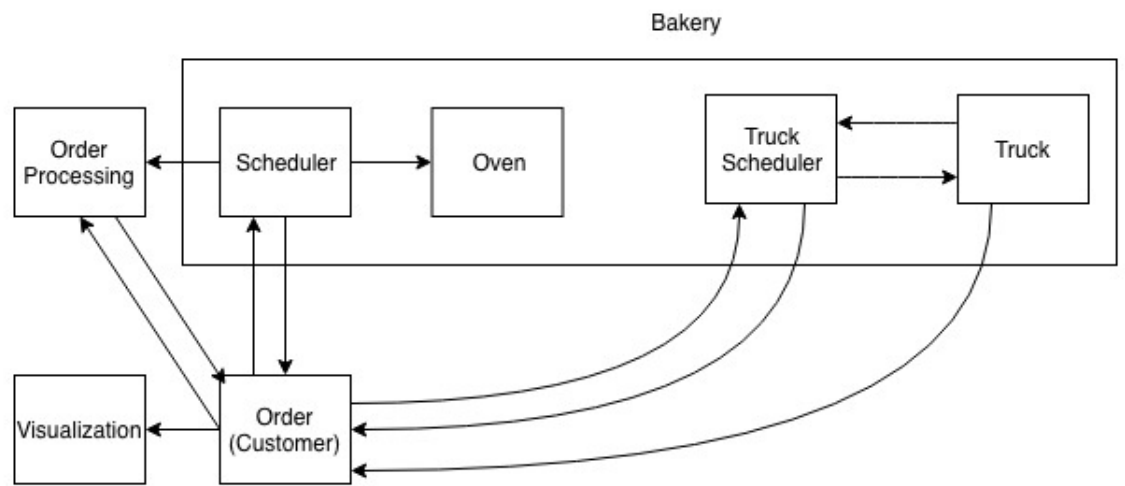 Bakery
Order
Processing
Scheduler
Oven
Truck
Scheduler
Truck
Visualization
Order
(Customer)